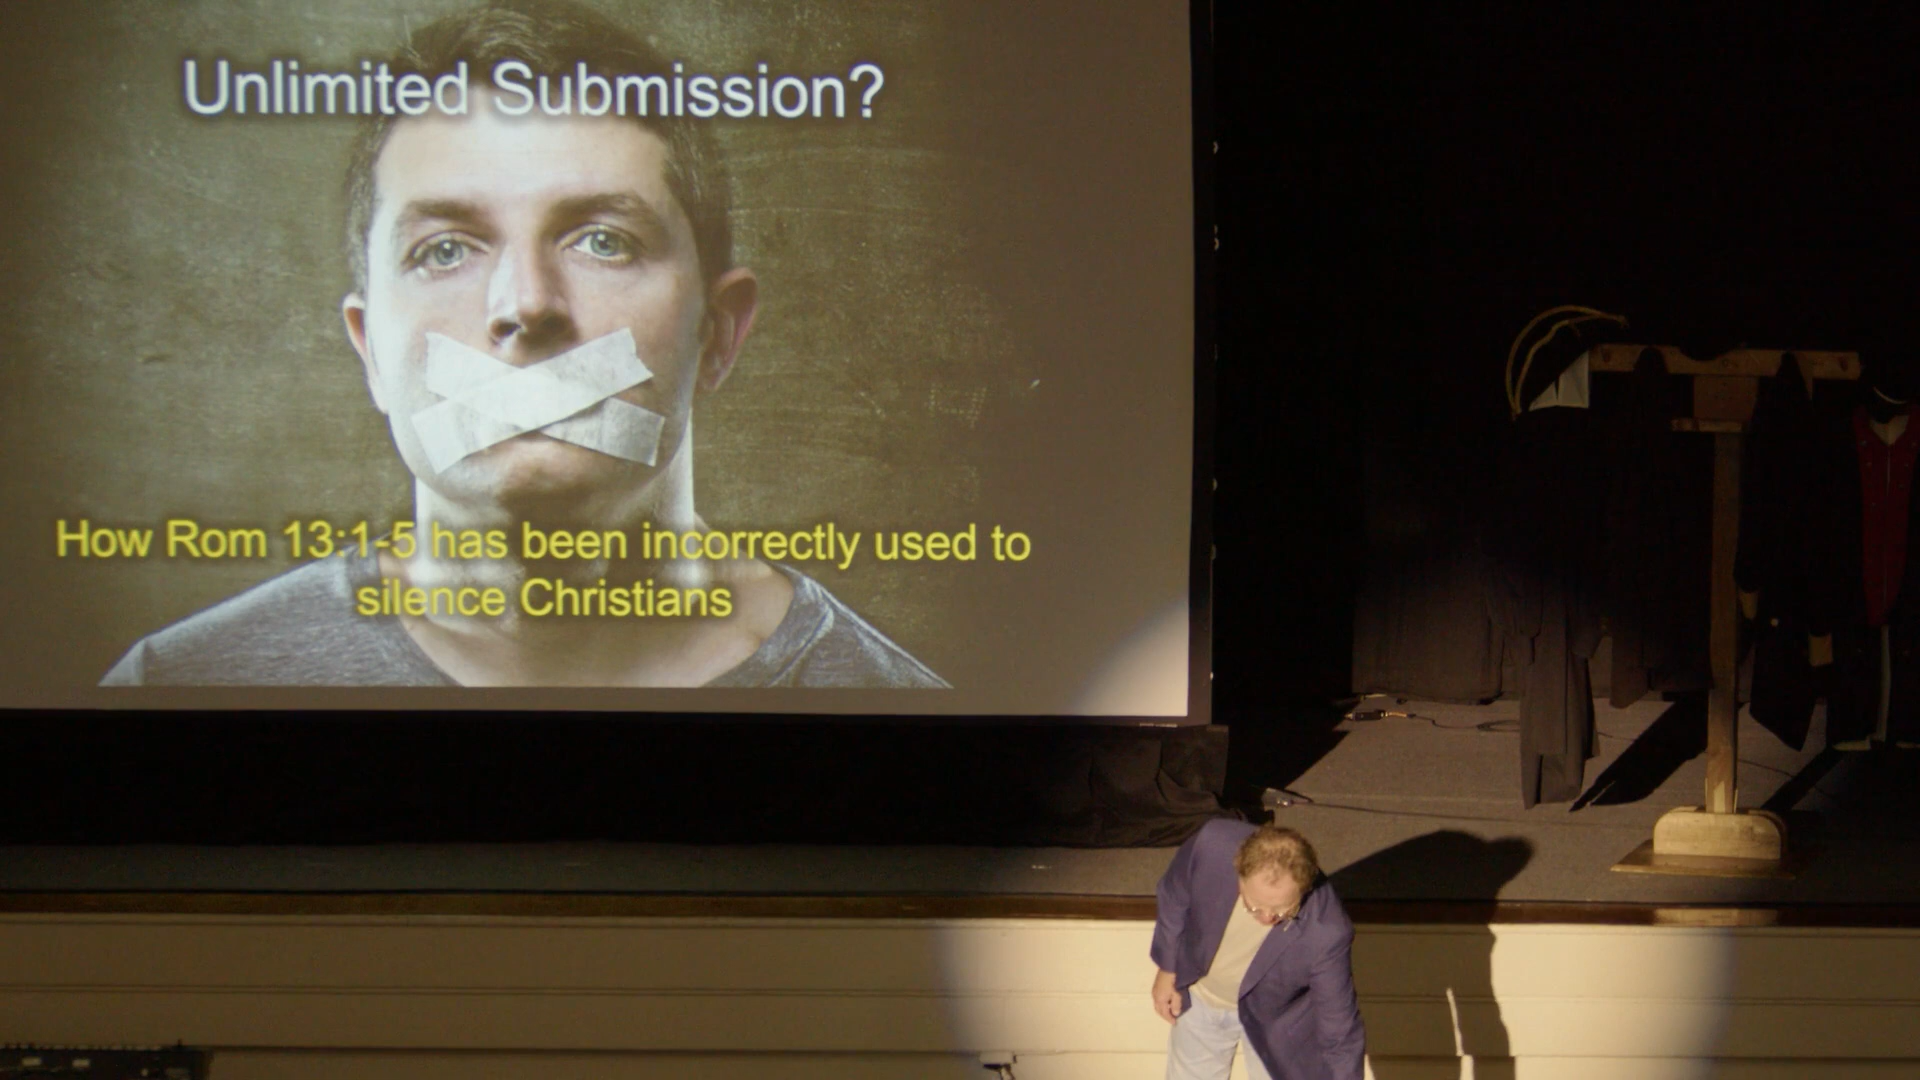 Unlimited Submission?
How Rom 13:1-5 has been incorrectly used to
silence Christians